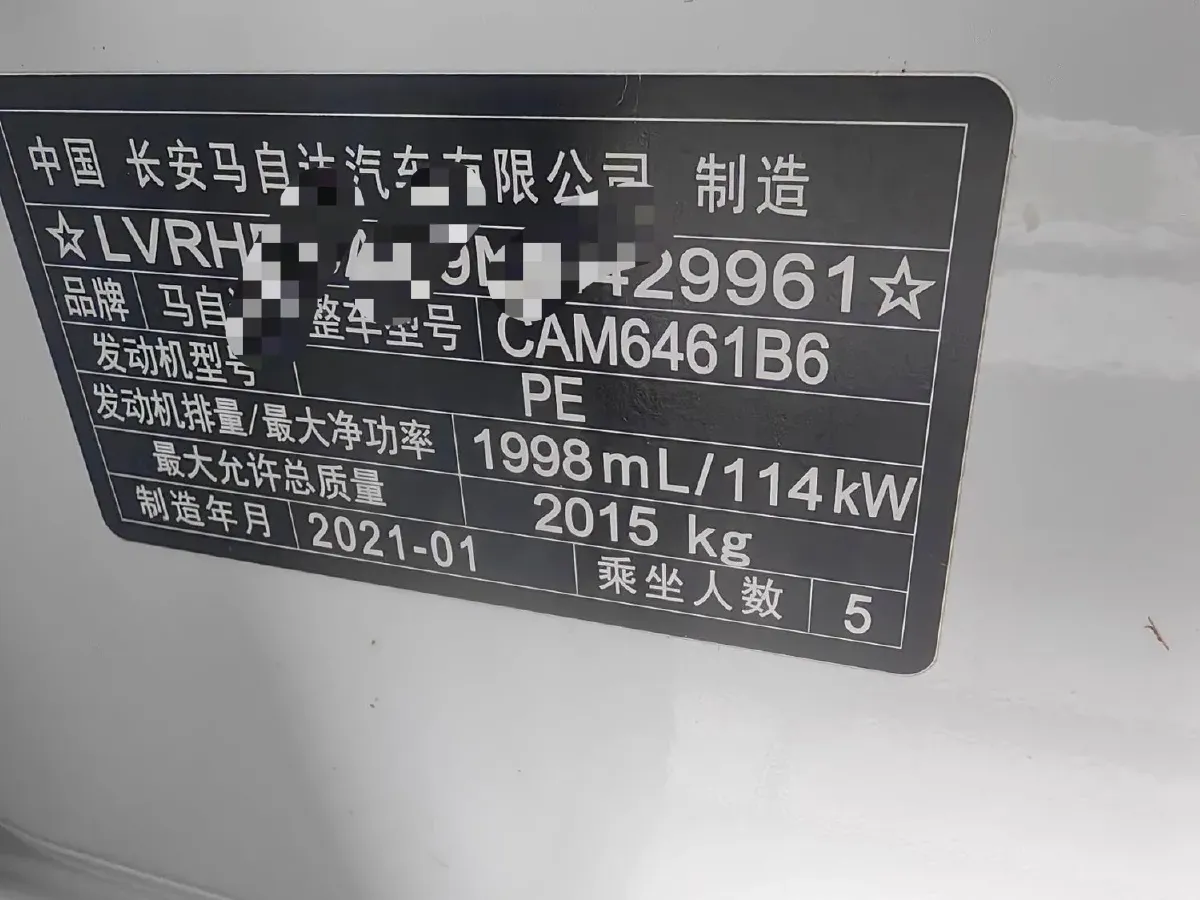 中国 长安马自达汽车有限公司 制造
☆LVRH 9M 429961☆
品牌 马自 整车型号 CAM6461B6
发动机型号 PE
发动机排量/最大净功率 1998mL/114kW
最大允许总质量 2015 kg
制造年月 2021-01 乘坐人数 5